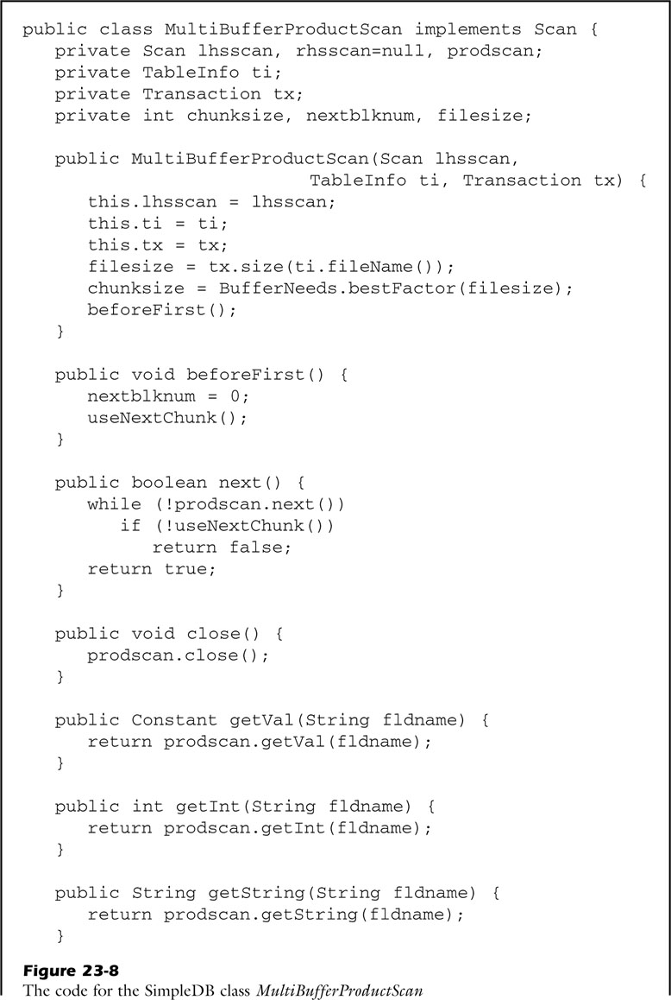 public class MultiBufferProductScan implements Scan {
   private Scan lhsscan, rhsscan=null, prodscan;
   private TableInfo ti;
   private Transaction tx;
   private int chunksize, nextblknum, filesize;

   public MultiBufferProductScan(Scan lhsscan,
                           TableInfo ti, Transaction tx) {
      this.lhsscan = lhsscan;
      this.ti = ti;
      this.tx = tx;
      filesize = tx.size(ti.fileName());
      chunksize = BufferNeeds.bestFactor(filesize);
      beforeFirst();
   }

   public void beforeFirst() {
      nextblknum = 0;
      useNextChunk();
   }

   public boolean next() {
      while (!prodscan.next())
         if (!useNextChunk())
            return false;
      return true;
   }

   public void close() {
      prodscan.close();
   }

   public Constant getVal(String fldname) {
      return prodscan.getVal(fldname);
   }

   public int getInt(String fldname) {
      return prodscan.getInt(fldname);
   }

   public String getString(String fldname) {
      return prodscan.getString(fldname);
   }
Figure 23-8
The code for the SimpleDB class MultiBufferProductScan